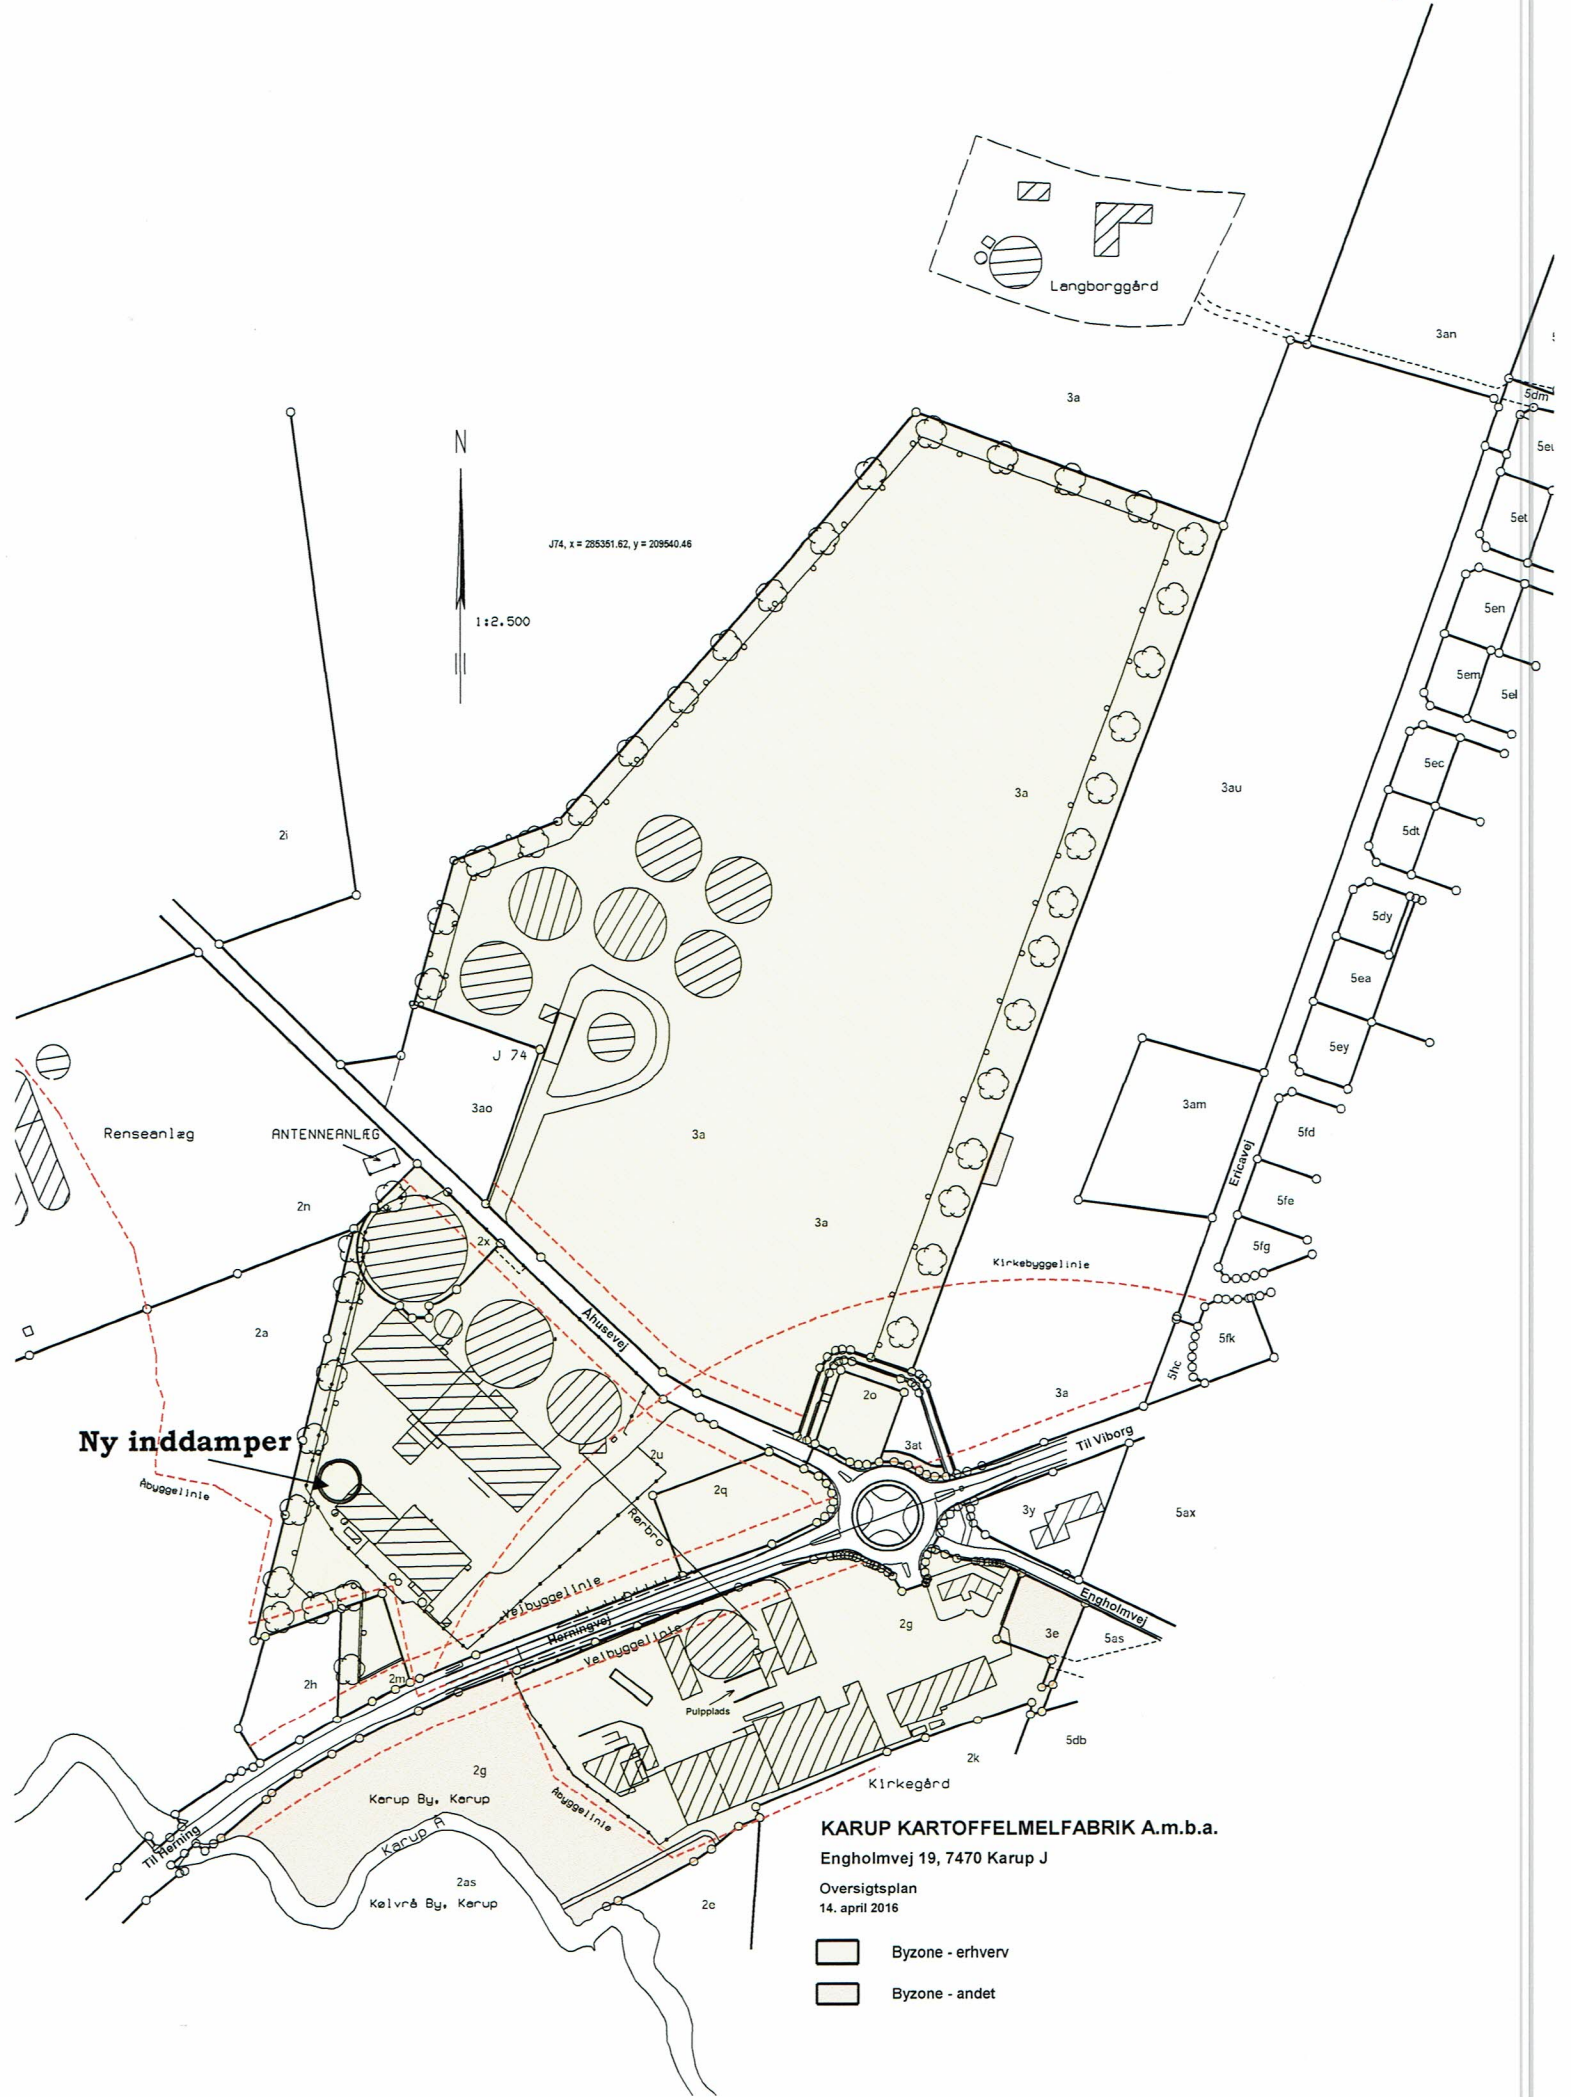 Langborggård
3an
3a
5dm
N
J74, x = 285351.62, y = 209540.46
5et
1:2.500
5en
5em
5el
5ec
3a
3au
2i
5dt
5dy
5ea
J 74
5ey
3ao
3am
Renseanlæg
ANTENNEANLÆG
3a
5fd
Ericavej
2n
5fe
3a
2x
5fg
Kirkebyggelinie
2a
Åhusevej
5fk
5hc
2o
3a
Ny inddamper
3at
Til Viborg
2u
Åbyggelinie
2q
Rørbro
3y
5ax
Vejbyggelinie
Engholmvej
Herningvej
2g
3e
5as
Vejbyggelinie
2h
2m
Pulpplads
5db
2g
2k
Kirkegård
Karup By, Karup
Åbyggelinie
KARUP KARTOFFELMELFABRIK A.m.b.a.
Til Herning
Karup Å
Engholmvej 19, 7470 Karup J
2as
Oversigtsplan
Kølvrå By, Karup
2c
14. april 2016
Byzone - erhverv
Byzone - andet